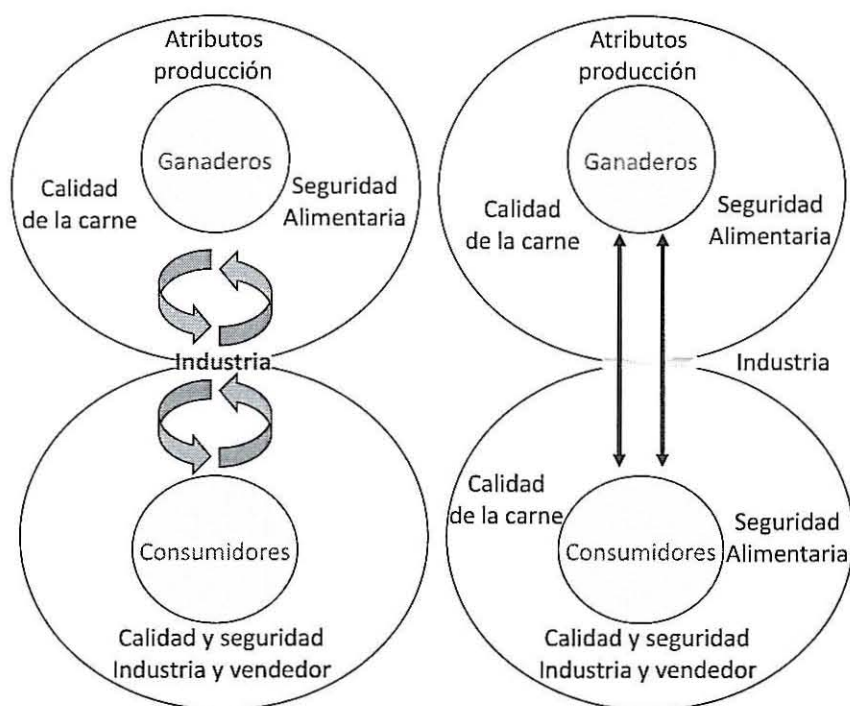 Atributos
producción
Ganaderos
Calidad
de la carne
Seguridad
Alimentaria
Industria
Consumidores
Calidad y seguridad
Industria y vendedor
Atributos
producción
Ganaderos
Calidad
de la carne
Seguridad
Alimentaria
Industria
Calidad
de la carne
Consumidores
Seguridad
Alimentaria
Calidad y seguridad
Industria y vendedor